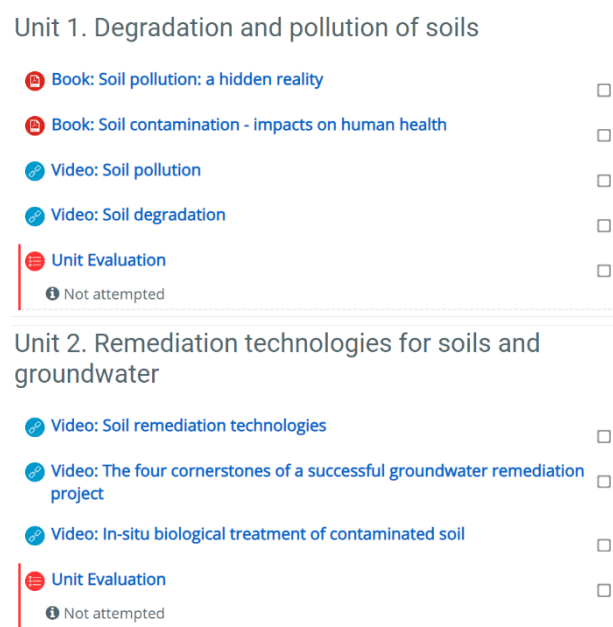 Unit 1. Degradation and pollution of soils
Book: Soil pollution: a hidden reality
Book: Soil contamination - impacts on human health
Video: Soil pollution
Video: Soil degradation
Unit Evaluation
Not attempted
Unit 2. Remediation technologies for soils and
groundwater
Video: Soil remediation technologies
Video: The four cornerstones of a successful groundwater remediation
project
Video: In-situ biological treatment of contaminated soil
Unit Evaluation
Not attempted